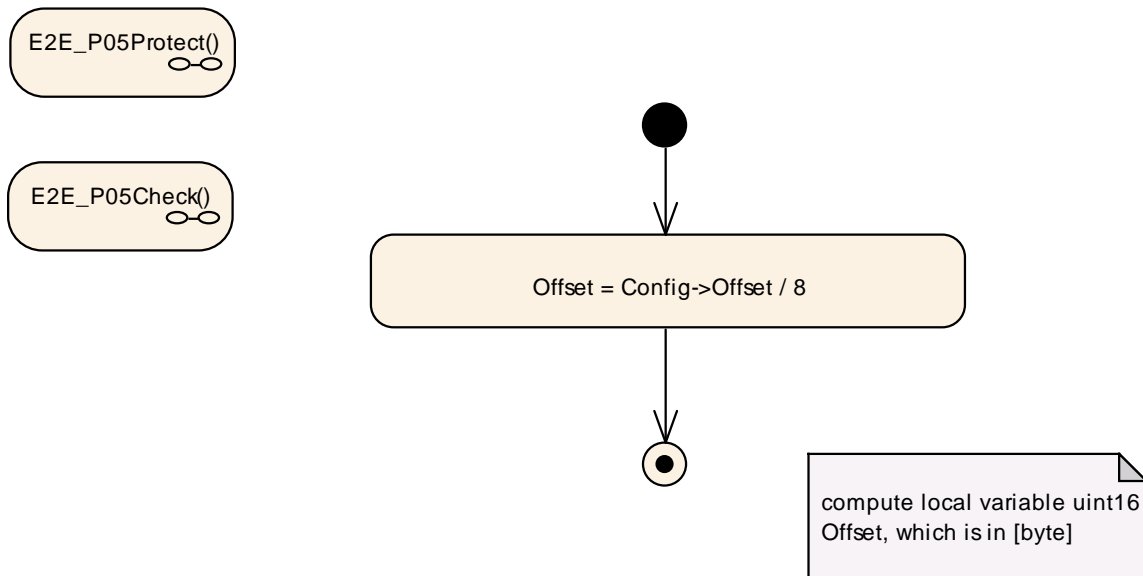 E2E_P05Protect()
E2E_P05Check()
Offset = Config->Offset / 8
compute local variable uint16
Offset, which is in [byte]